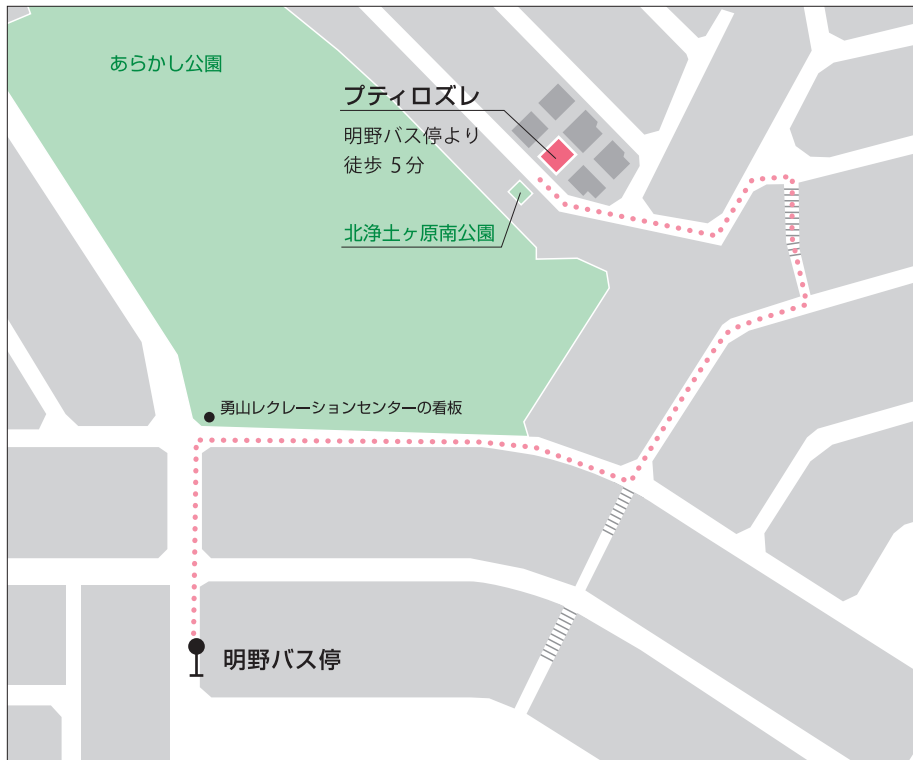 あらかし公園
プティロズレ
明野バス停より
徒歩 5分
北浄土ヶ原南公園
勇山レクレーションセンターの看板
明野バス停